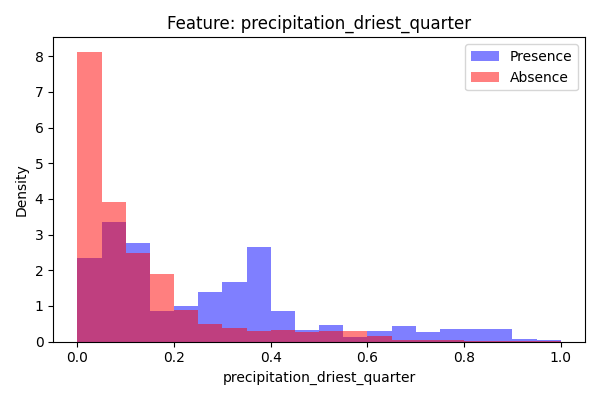 Feature: precipitation_driest_quarter
Presence
Absence
Density
8
7
6
5
4
3
2
1
0
0.0 0.2 0.4 0.6 0.8 1.0
precipitation_driest_quarter